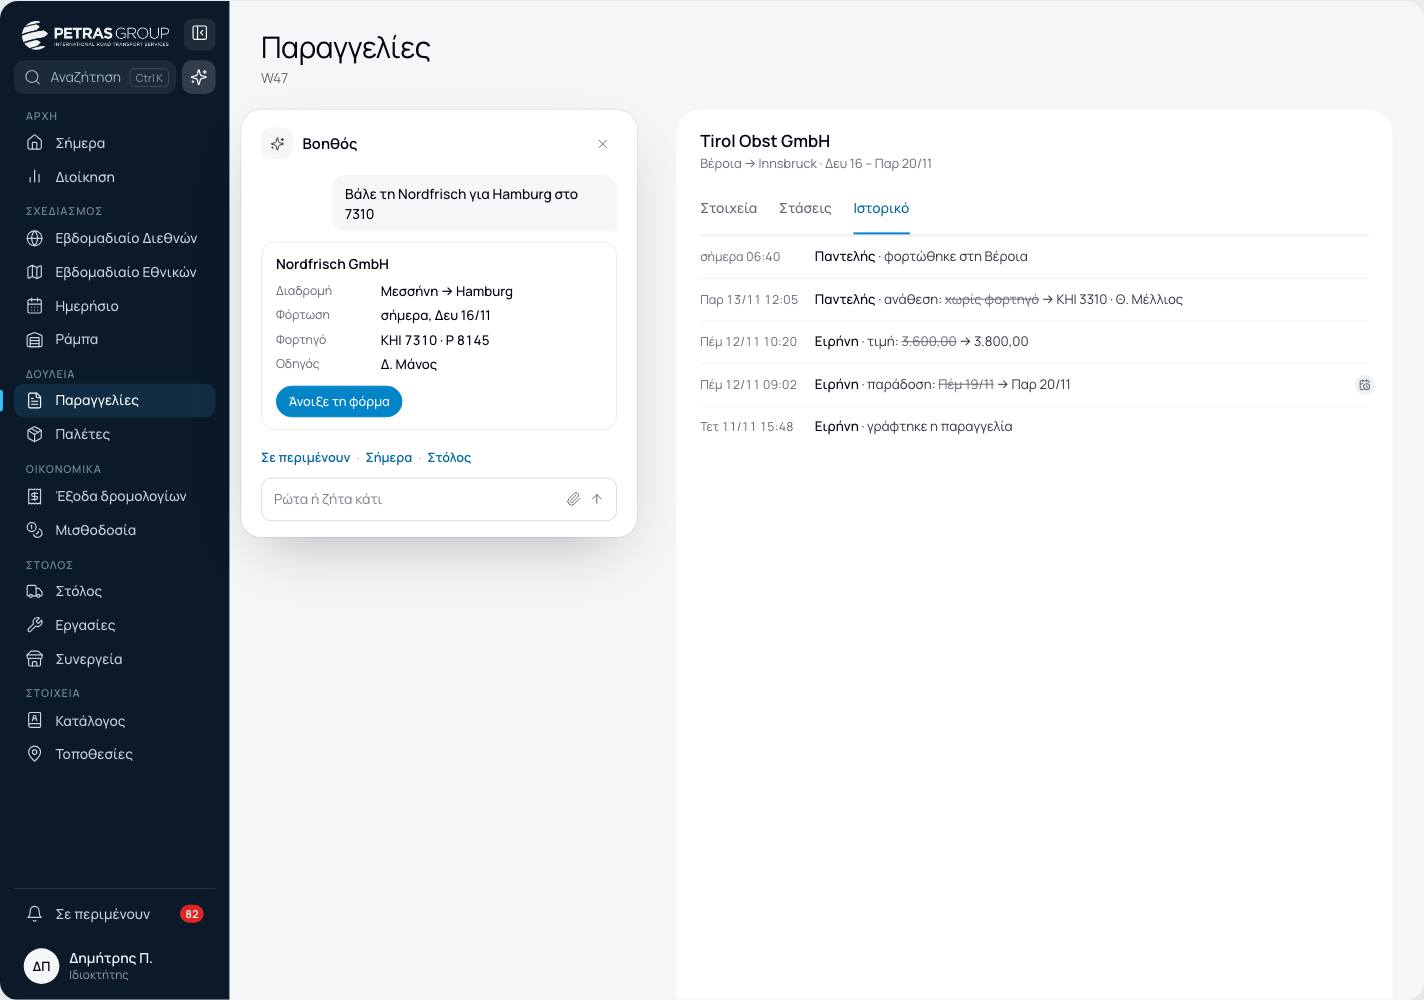 PETRAS GROUP
INTERNATIONAL ROAD TRANSPORT SERVICES
Αναζήτηση Ctrl K
ΑΡΧΗ
Σήμερα
Διοίκηση
ΣΧΕΔΙΑΣΜΟΣ
Εβδομαδιαίο Διεθνών
Εβδομαδιαίο Εθνικών
Ημερήσιο
Ράμπα
ΔΟΥΛΕΙΑ
Παραγγελίες
Παλέτες
ΟΙΚΟΝΟΜΙΚΑ
Έξοδα δρομολογίων
Μισθοδοσία
ΣΤΟΛΟΣ
Στόλος
Εργασίες
Συνεργεία
ΣΤΟΙΧΕΙΑ
Κατάλογος
Τοποθεσίες
Σε περιμένουν 82
ΔΠ
Δημήτρης Π.
Ιδιοκτήτης
Παραγγελίες
W47
Βοηθός
Βάλε τη Nordfrisch για Hamburg στο
7310
Nordfrisch GmbH
Διαδρομή Μεσσήνη → Hamburg
Φόρτωση σήμερα, Δευ 16/11
Φορτηγό ΚΗΙ 7310 · Ρ 8145
Οδηγός Δ. Μάνος
Άνοιξε τη φόρμα
Σε περιμένουν · Σήμερα · Στόλος
Ρώτα ή ζήτα κάτι
Tirol Obst GmbH
Βέροια → Innsbruck · Δευ 16 – Παρ 20/11
Στοιχεία Στάσεις Ιστορικό
σήμερα 06:40 Παντελής · φορτώθηκε στη Βέροια
Παρ 13/11 12:05 Παντελής · ανάθεση: χωρίς φορτηγό → ΚΗΙ 3310 · Θ. Μέλλιος
Πέμ 12/11 10:20 Ειρήνη · τιμή: 3.600,00 → 3.800,00
Πέμ 12/11 09:02 Ειρήνη · παράδοση: Πέμ 19/11 → Παρ 20/11
Τετ 11/11 15:48 Ειρήνη · γράφτηκε η παραγγελία